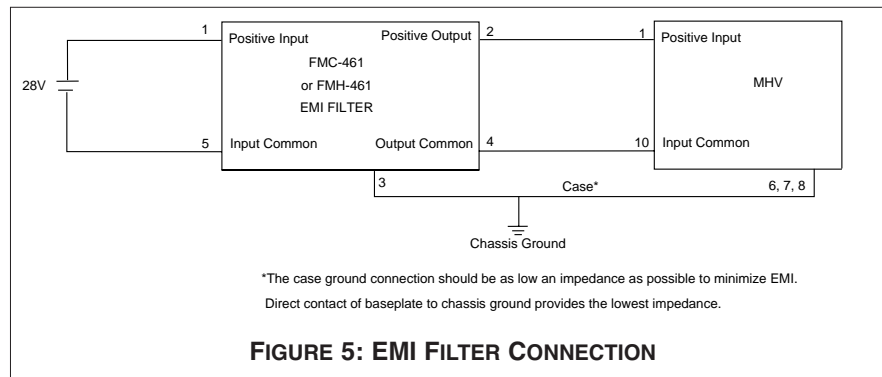 1
Positive Input
Positive Output
2
1
Positive Input
FMC-461
or FMH-461
EMI FILTER
28V
MHV
5
Input Common
Output Common
4
10
Input Common
3
Case*
6, 7, 8
Chassis Ground
*The case ground connection should be as low an impedance as possible to minimize EMI.
Direct contact of baseplate to chassis ground provides the lowest impedance.
FIGURE 5: EMI FILTER CONNECTION